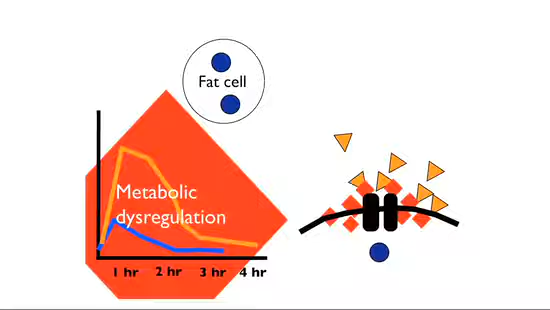 Fat cell
Metabolic
dysregulation
1 hr 2 hr 3 hr 4 hr